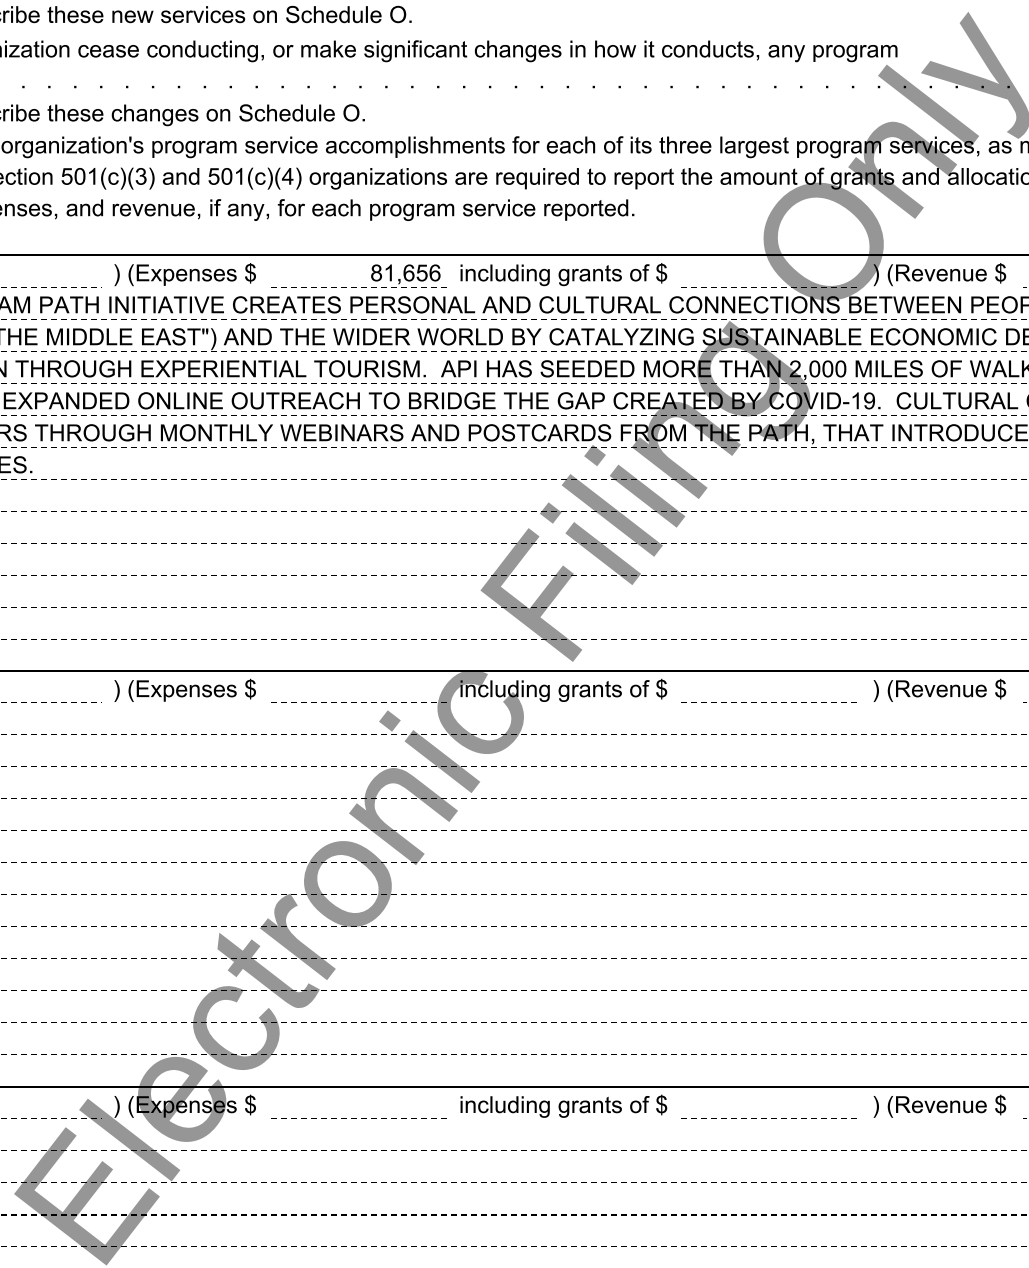 cribe these new services on Schedule O.
nization cease conducting, or make significant changes in how it conducts, any program
. . . . . . . . . . . . . . . . . . . . . . . . . . . . . . . . . . . . . . . .
cribe these changes on Schedule O.
organization's program service accomplishments for each of its three largest program services, as m
ection 501(c)(3) and 501(c)(4) organizations are required to report the amount of grants and allocatio
enses, and revenue, if any, for each program service reported.
) (Expenses $ 81,656 including grants of $ ) (Revenue $
AM PATH INITIATIVE CREATES PERSONAL AND CULTURAL CONNECTIONS BETWEEN PEOP
THE MIDDLE EAST") AND THE WIDER WORLD BY CATALYZING SUSTAINABLE ECONOMIC DE
N THROUGH EXPERIENTIAL TOURISM.  API HAS SEEDED MORE THAN 2,000 MILES OF WALK
EXPANDED ONLINE OUTREACH TO BRIDGE THE GAP CREATED BY COVID-19.  CULTURAL
RS THROUGH MONTHLY WEBINARS AND POSTCARDS FROM THE PATH, THAT INTRODUCE
ES.
) (Expenses $ including grants of $ ) (Revenue $
) (Expenses $ including grants of $ ) (Revenue $
Electronic Filing Only